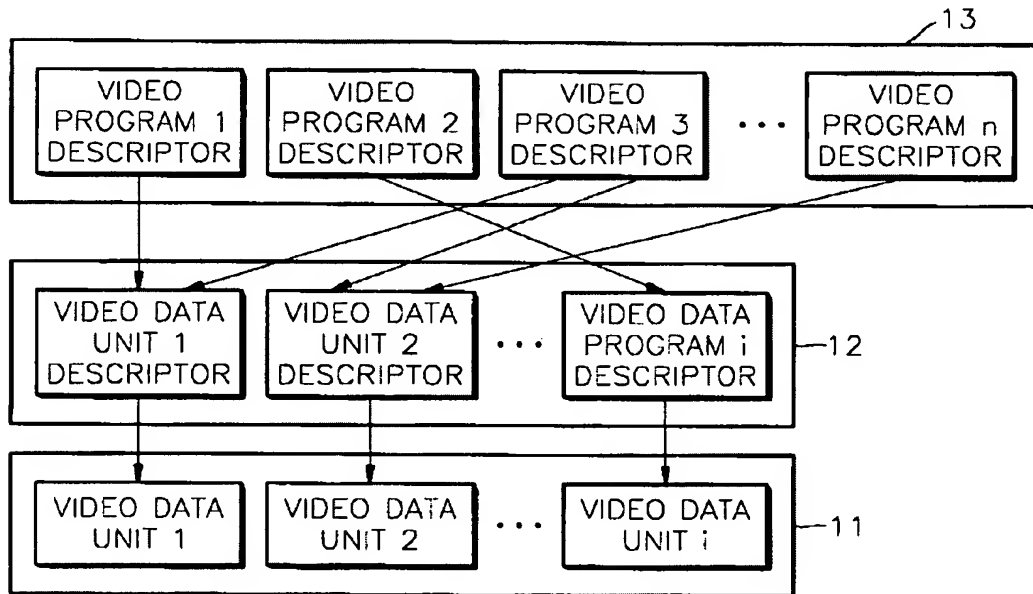 13
VIDEO
PROGRAM 1
DESCRIPTOR
VIDEO
PROGRAM 2
DESCRIPTOR
VIDEO
PROGRAM 3
DESCRIPTOR
...
VIDEO
PROGRAM n
DESCRIPTOR
VIDEO DATA
UNIT 1
DESCRIPTOR
VIDEO DATA
UNIT 2
DESCRIPTOR
...
VIDEO DATA
PROGRAM i
DESCRIPTOR
12
VIDEO DATA
UNIT 1
VIDEO DATA
UNIT 2
...
VIDEO DATA
UNIT i
11